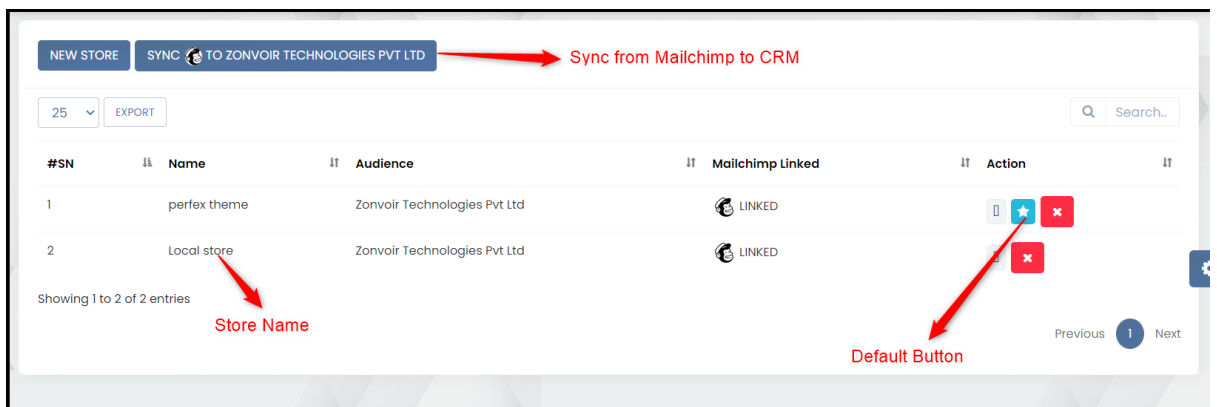 NEW STORE SYNC TO ZONVOIR TECHNOLOGIES PVT LTD Sync from Mailchimp to CRM
25 EXPORT Search..
#SN Name Audience Mailchimp Linked Action
1 perfex theme Zonvoir Technologies Pvt Ltd LINKED
2 Local store Zonvoir Technologies Pvt Ltd LINKED
Showing 1 to 2 of 2 entries
Store Name
Previous 1 Next
Default Button